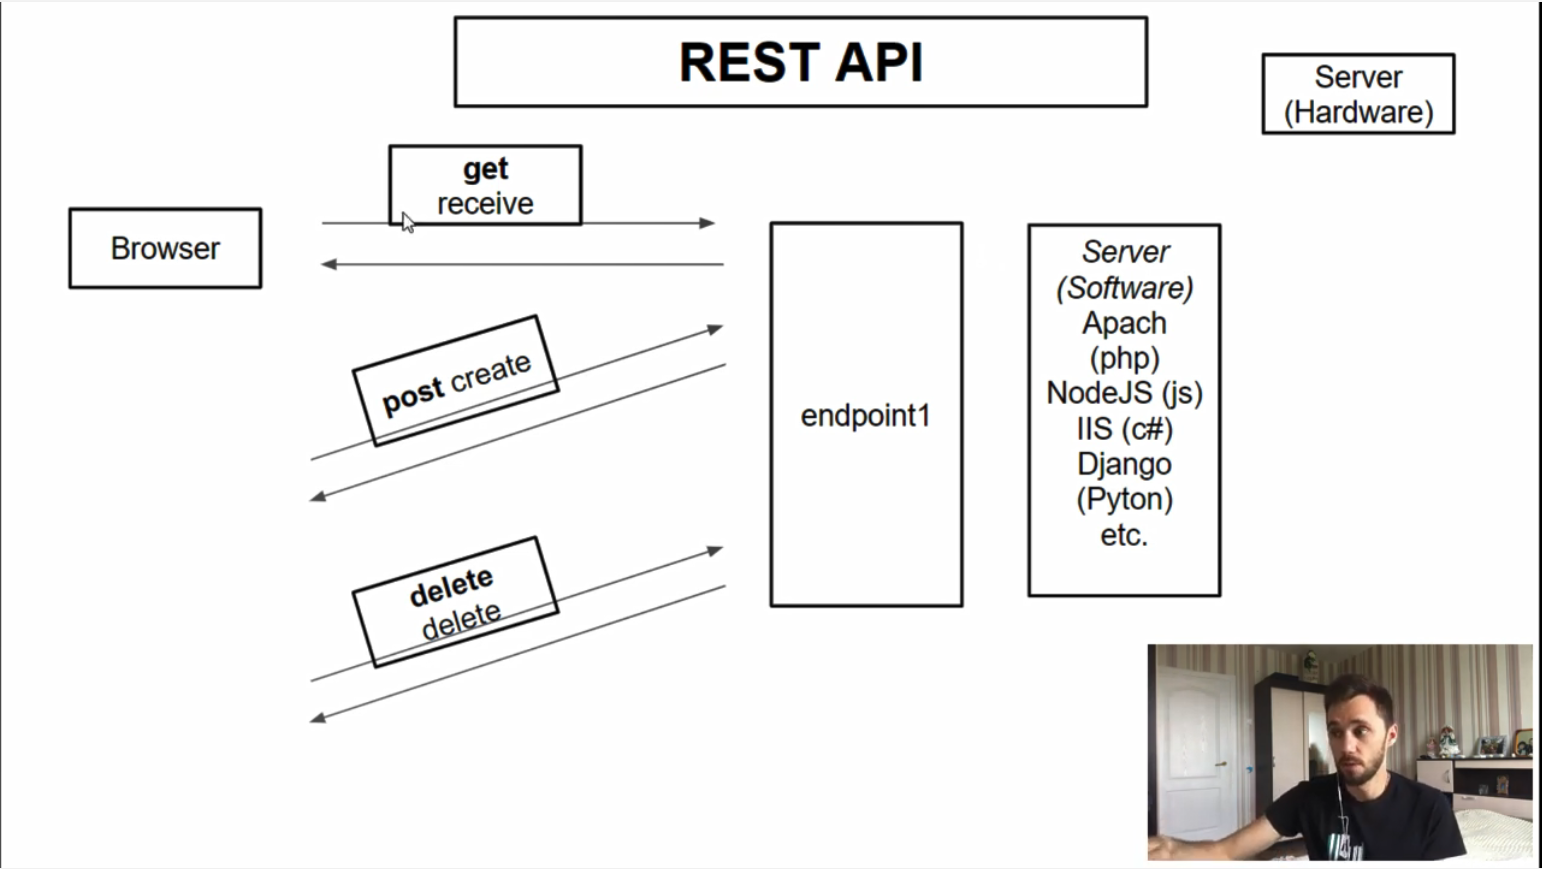 REST API
Server
(Hardware)
get
receive
Browser
post create
delete
delete
endpoint1
Server
(Software)
Apach
(php)
NodeJS (js)
IIS (c#)
Django
(Pyton)
etc.